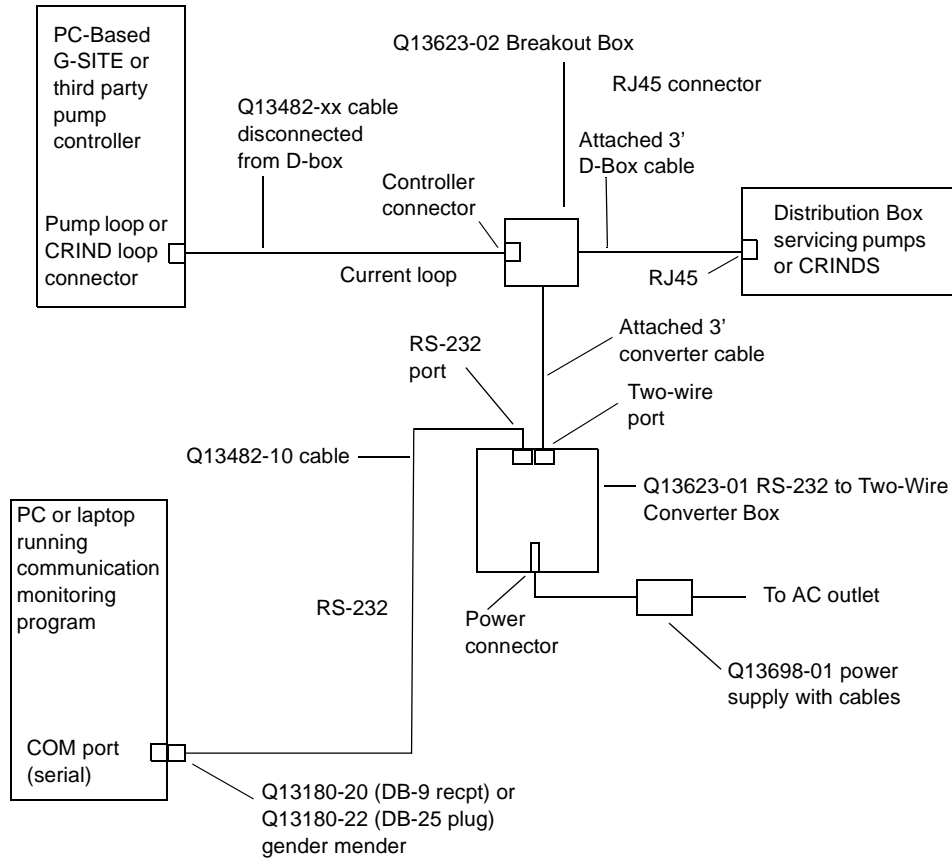 PC-Based
G-SITE or
third party
pump
controller
Pump loop or
CRIND loop
connector
Q13482-xx cable
disconnected
from D-box
Current loop
Controller
connector
Q13623-02 Breakout Box
RJ45 connector
Attached 3’
D-Box cable
RJ45
Distribution Box
servicing pumps
or CRINDS
Attached 3’
converter cable
RS-232
port
Two-wire
port
Q13482-10 cable
Q13623-01 RS-232 to Two-Wire
Converter Box
PC or laptop
running
communication
monitoring
program
RS-232
Power
connector
To AC outlet
Q13698-01 power
supply with cables
COM port
(serial)
Q13180-20 (DB-9 recpt) or
Q13180-22 (DB-25 plug)
gender mender